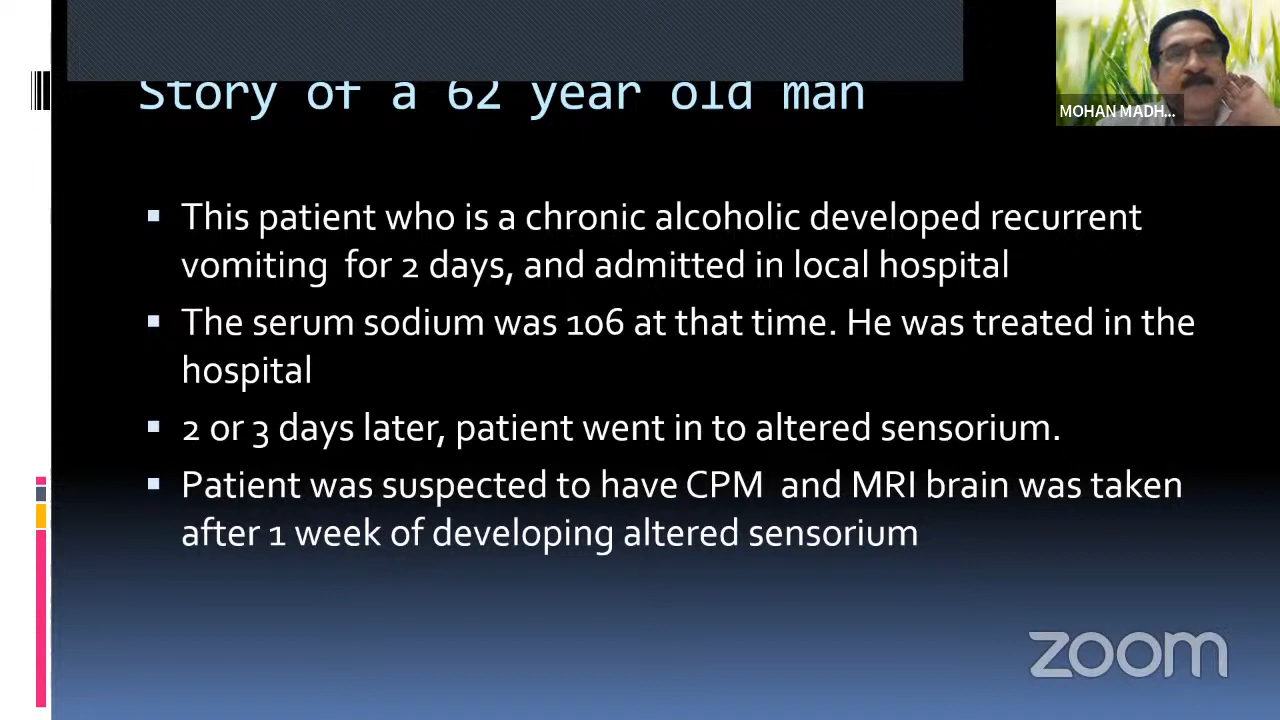 Story of a 62 year old man
MOHAN MADH...
This patient who is a chronic alcoholic developed recurrent
vomiting for 2 days, and admitted in local hospital
The serum sodium was 106 at that time. He was treated in the
hospital
2 or 3 days later, patient went in to altered sensorium.
Patient was suspected to have CPM and MRI brain was taken
after 1 week of developing altered sensorium
zoom